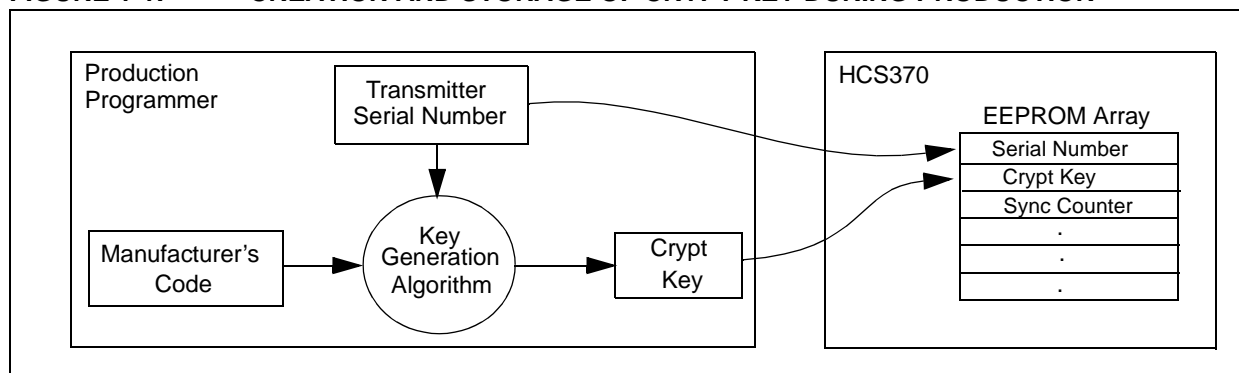 Production
Programmer
Transmitter
Serial Number
Manufacturer's
Code
Key
Generation
Algorithm
Crypt
Key
HCS370
EEPROM Array
Serial Number
Crypt Key
Sync Counter
.
.
.